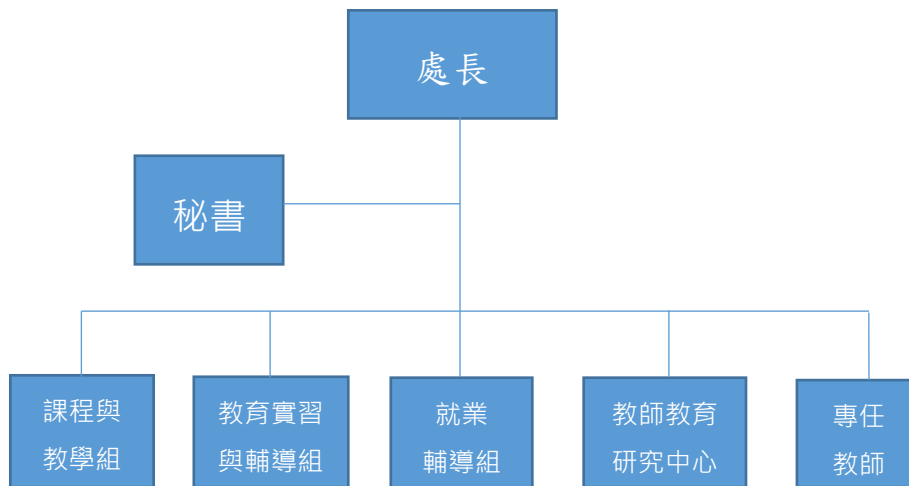 處長
秘書
課程與
教學組
教育實習
與輔導組
就業
輔導組
教師教育
研究中心
專任
教師